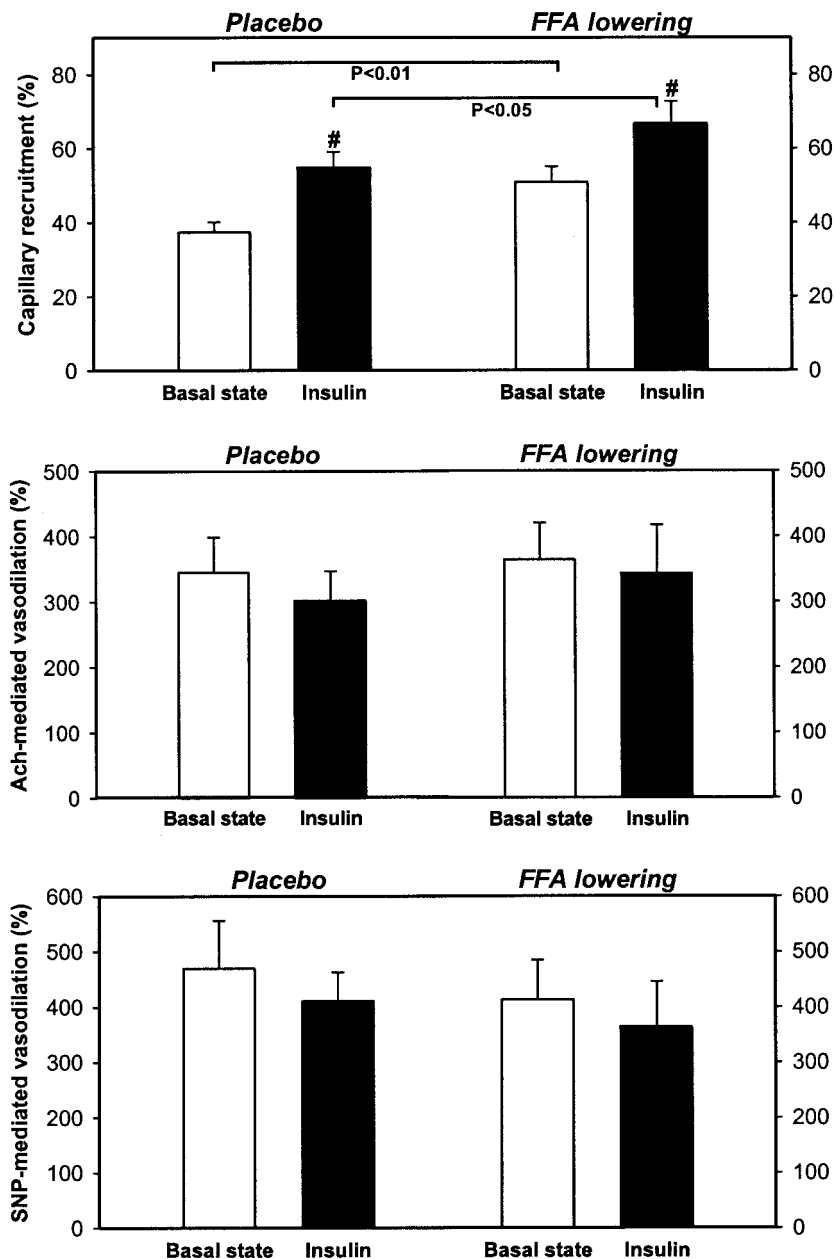 Placebo FFA lowering
Capillary recruitment (%)
80 80
P<0.01
#
P<0.05
#
60 60
40 40
20 20
0 0
Basal state Insulin Basal state Insulin
Placebo FFA lowering
Ach-mediated vasodilation (%)
500 500
400 400
300 300
200 200
100 100
0 0
Basal state Insulin Basal state Insulin
Placebo FFA lowering
SNP-mediated vasodilation (%)
600 600
500 500
400 400
300 300
200 200
100 100
0 0
Basal state Insulin Basal state Insulin